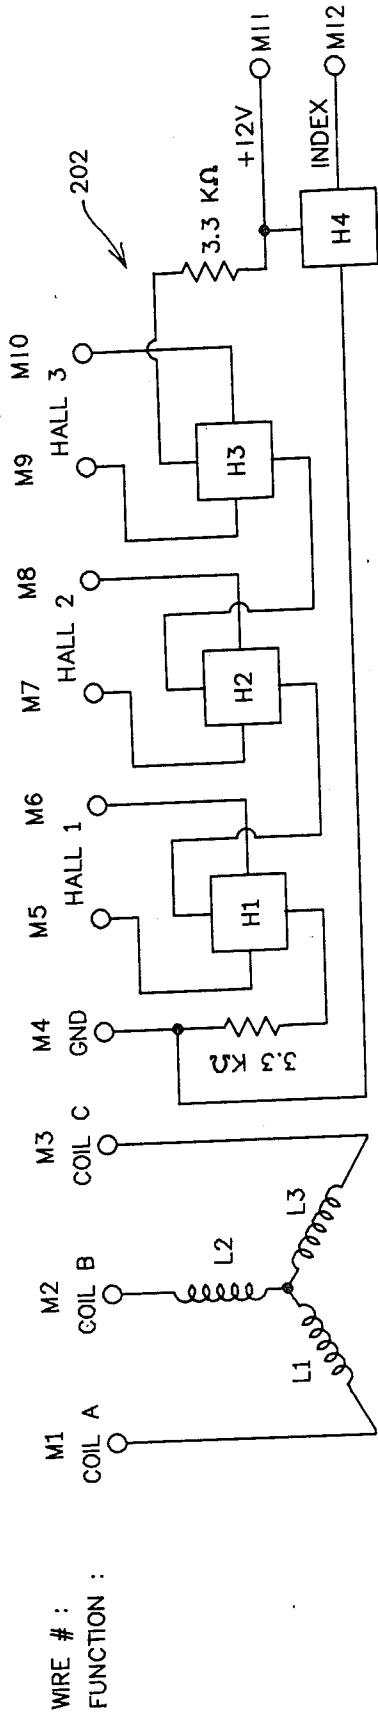 WIRE # : M1 M2 M3 M4 M5 M6 M7 M8 M9 M10
FUNCTION : COIL A COIL B COIL C GND HALL 1 HALL 2 HALL 3
202
L1
L2
L3
3.3 KΩ
H1
H2
H3
3.3 KΩ
+12V
M11
INDEX
M12
H4